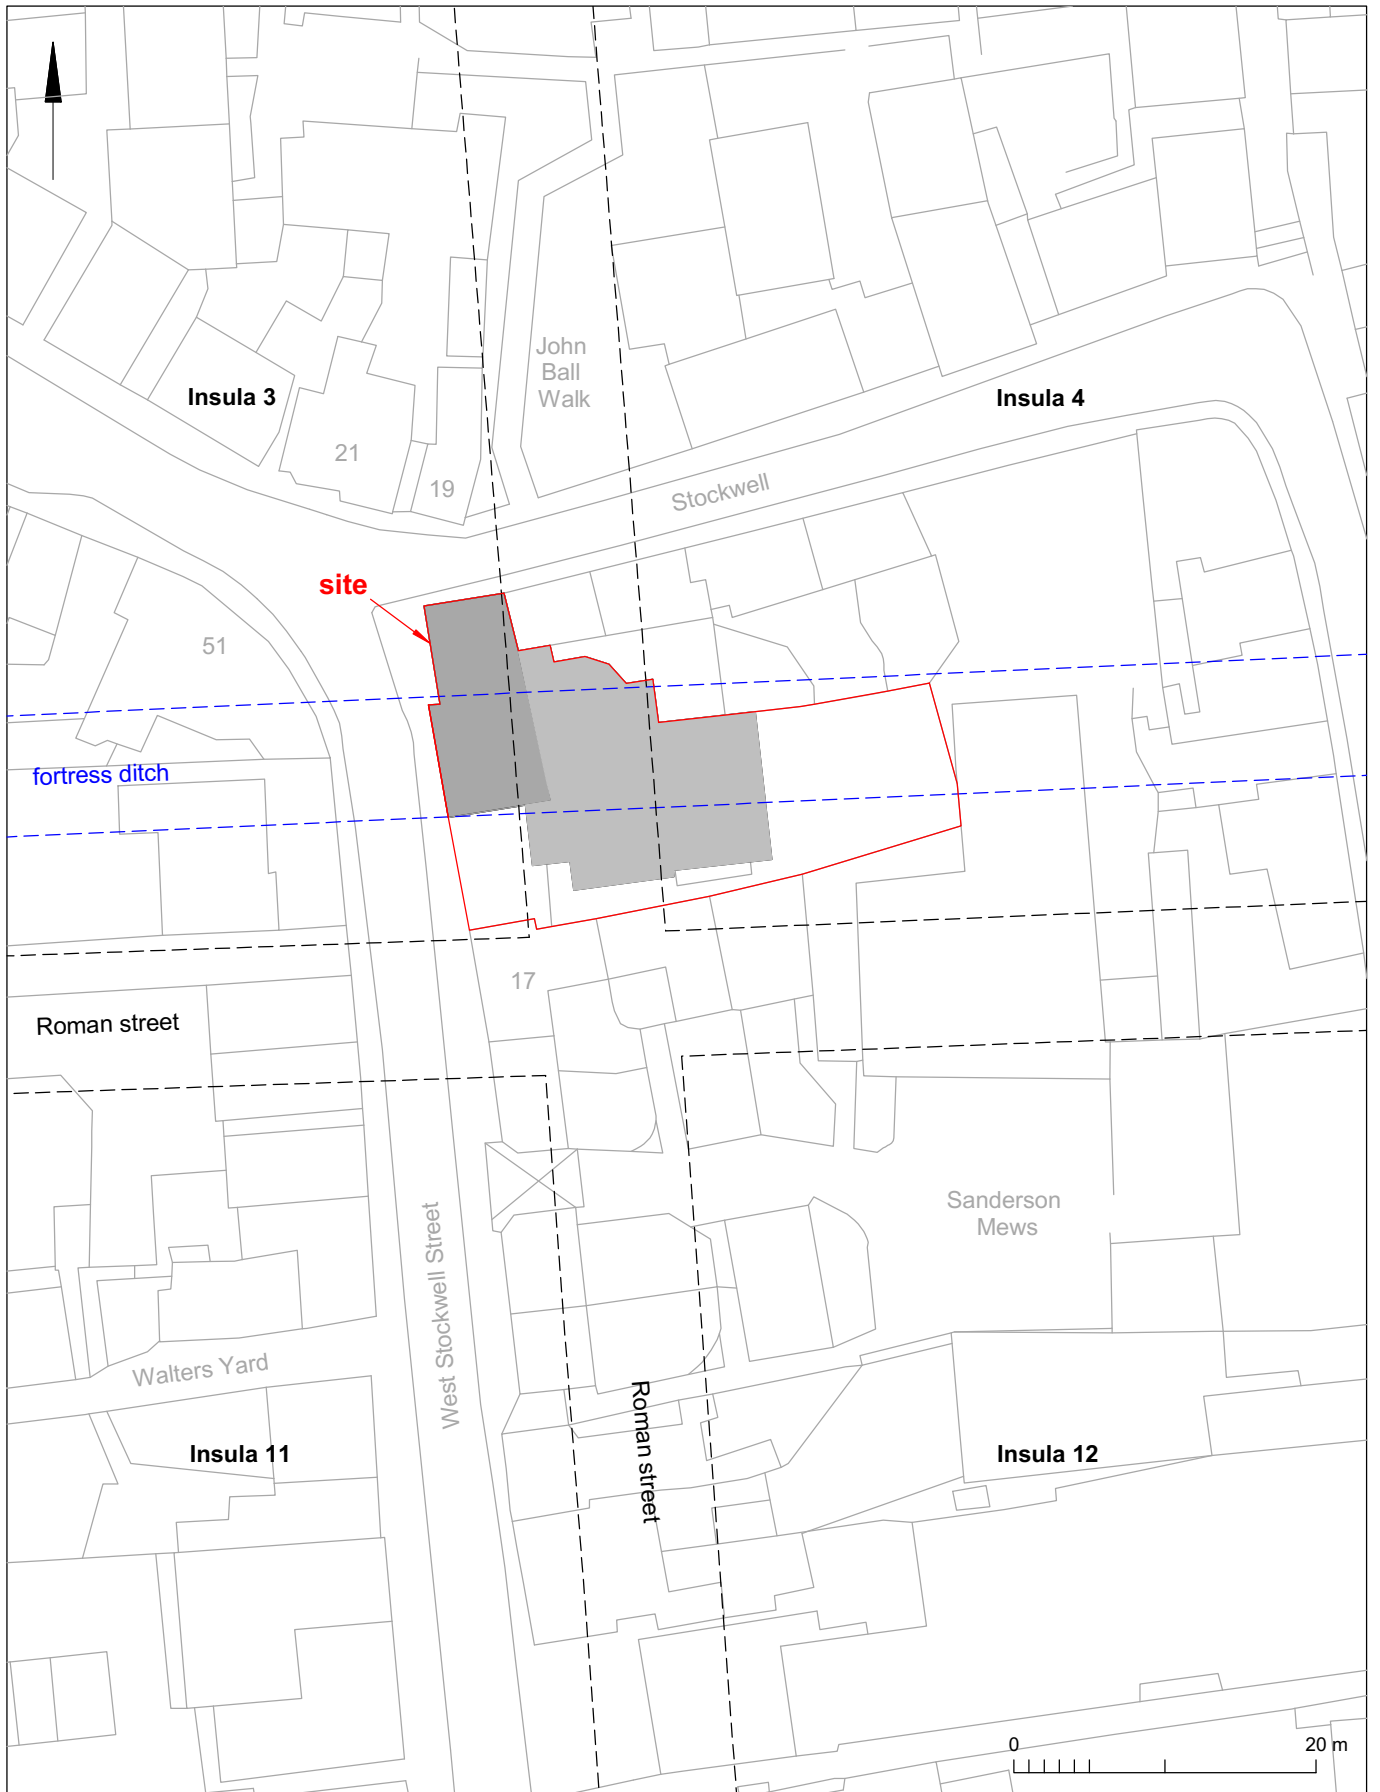 John
Ball
Walk
Insula 3
Insula 4
21
19
Stockwell
site
51
fortress ditch
17
Roman street
Sanderson
Mews
West Stockwell Street
Walters Yard
Roman street
Insula 11
Insula 12
0 20 m